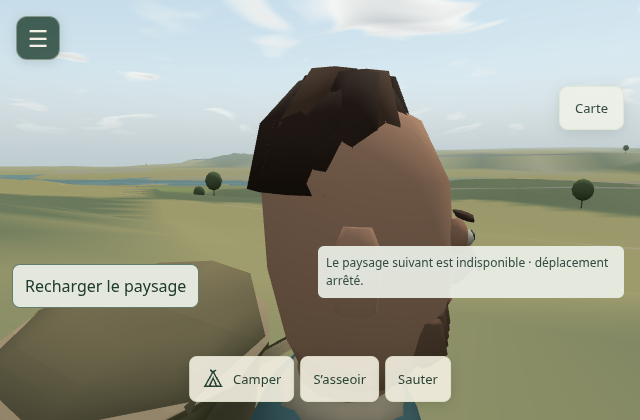 Carte
Le paysage suivant est indisponible · déplacement
arrêté.
Recharger le paysage
Camper
S’asseoir
Sauter